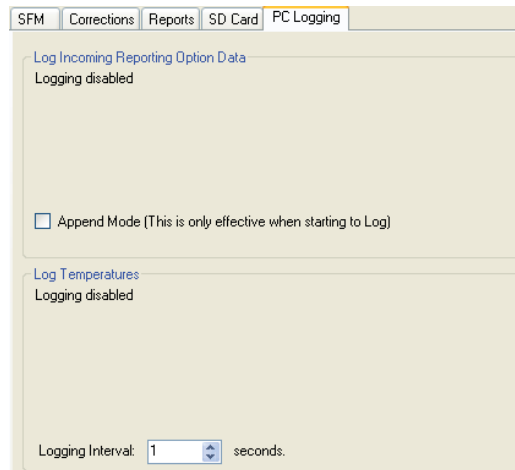 SFM Corrections Reports SD Card PC Logging
Log Incoming Reporting Option Data
Logging disabled
Append Mode (This is only effective when starting to Log)
Log Temperatures
Logging disabled
Logging Interval: 1 seconds.